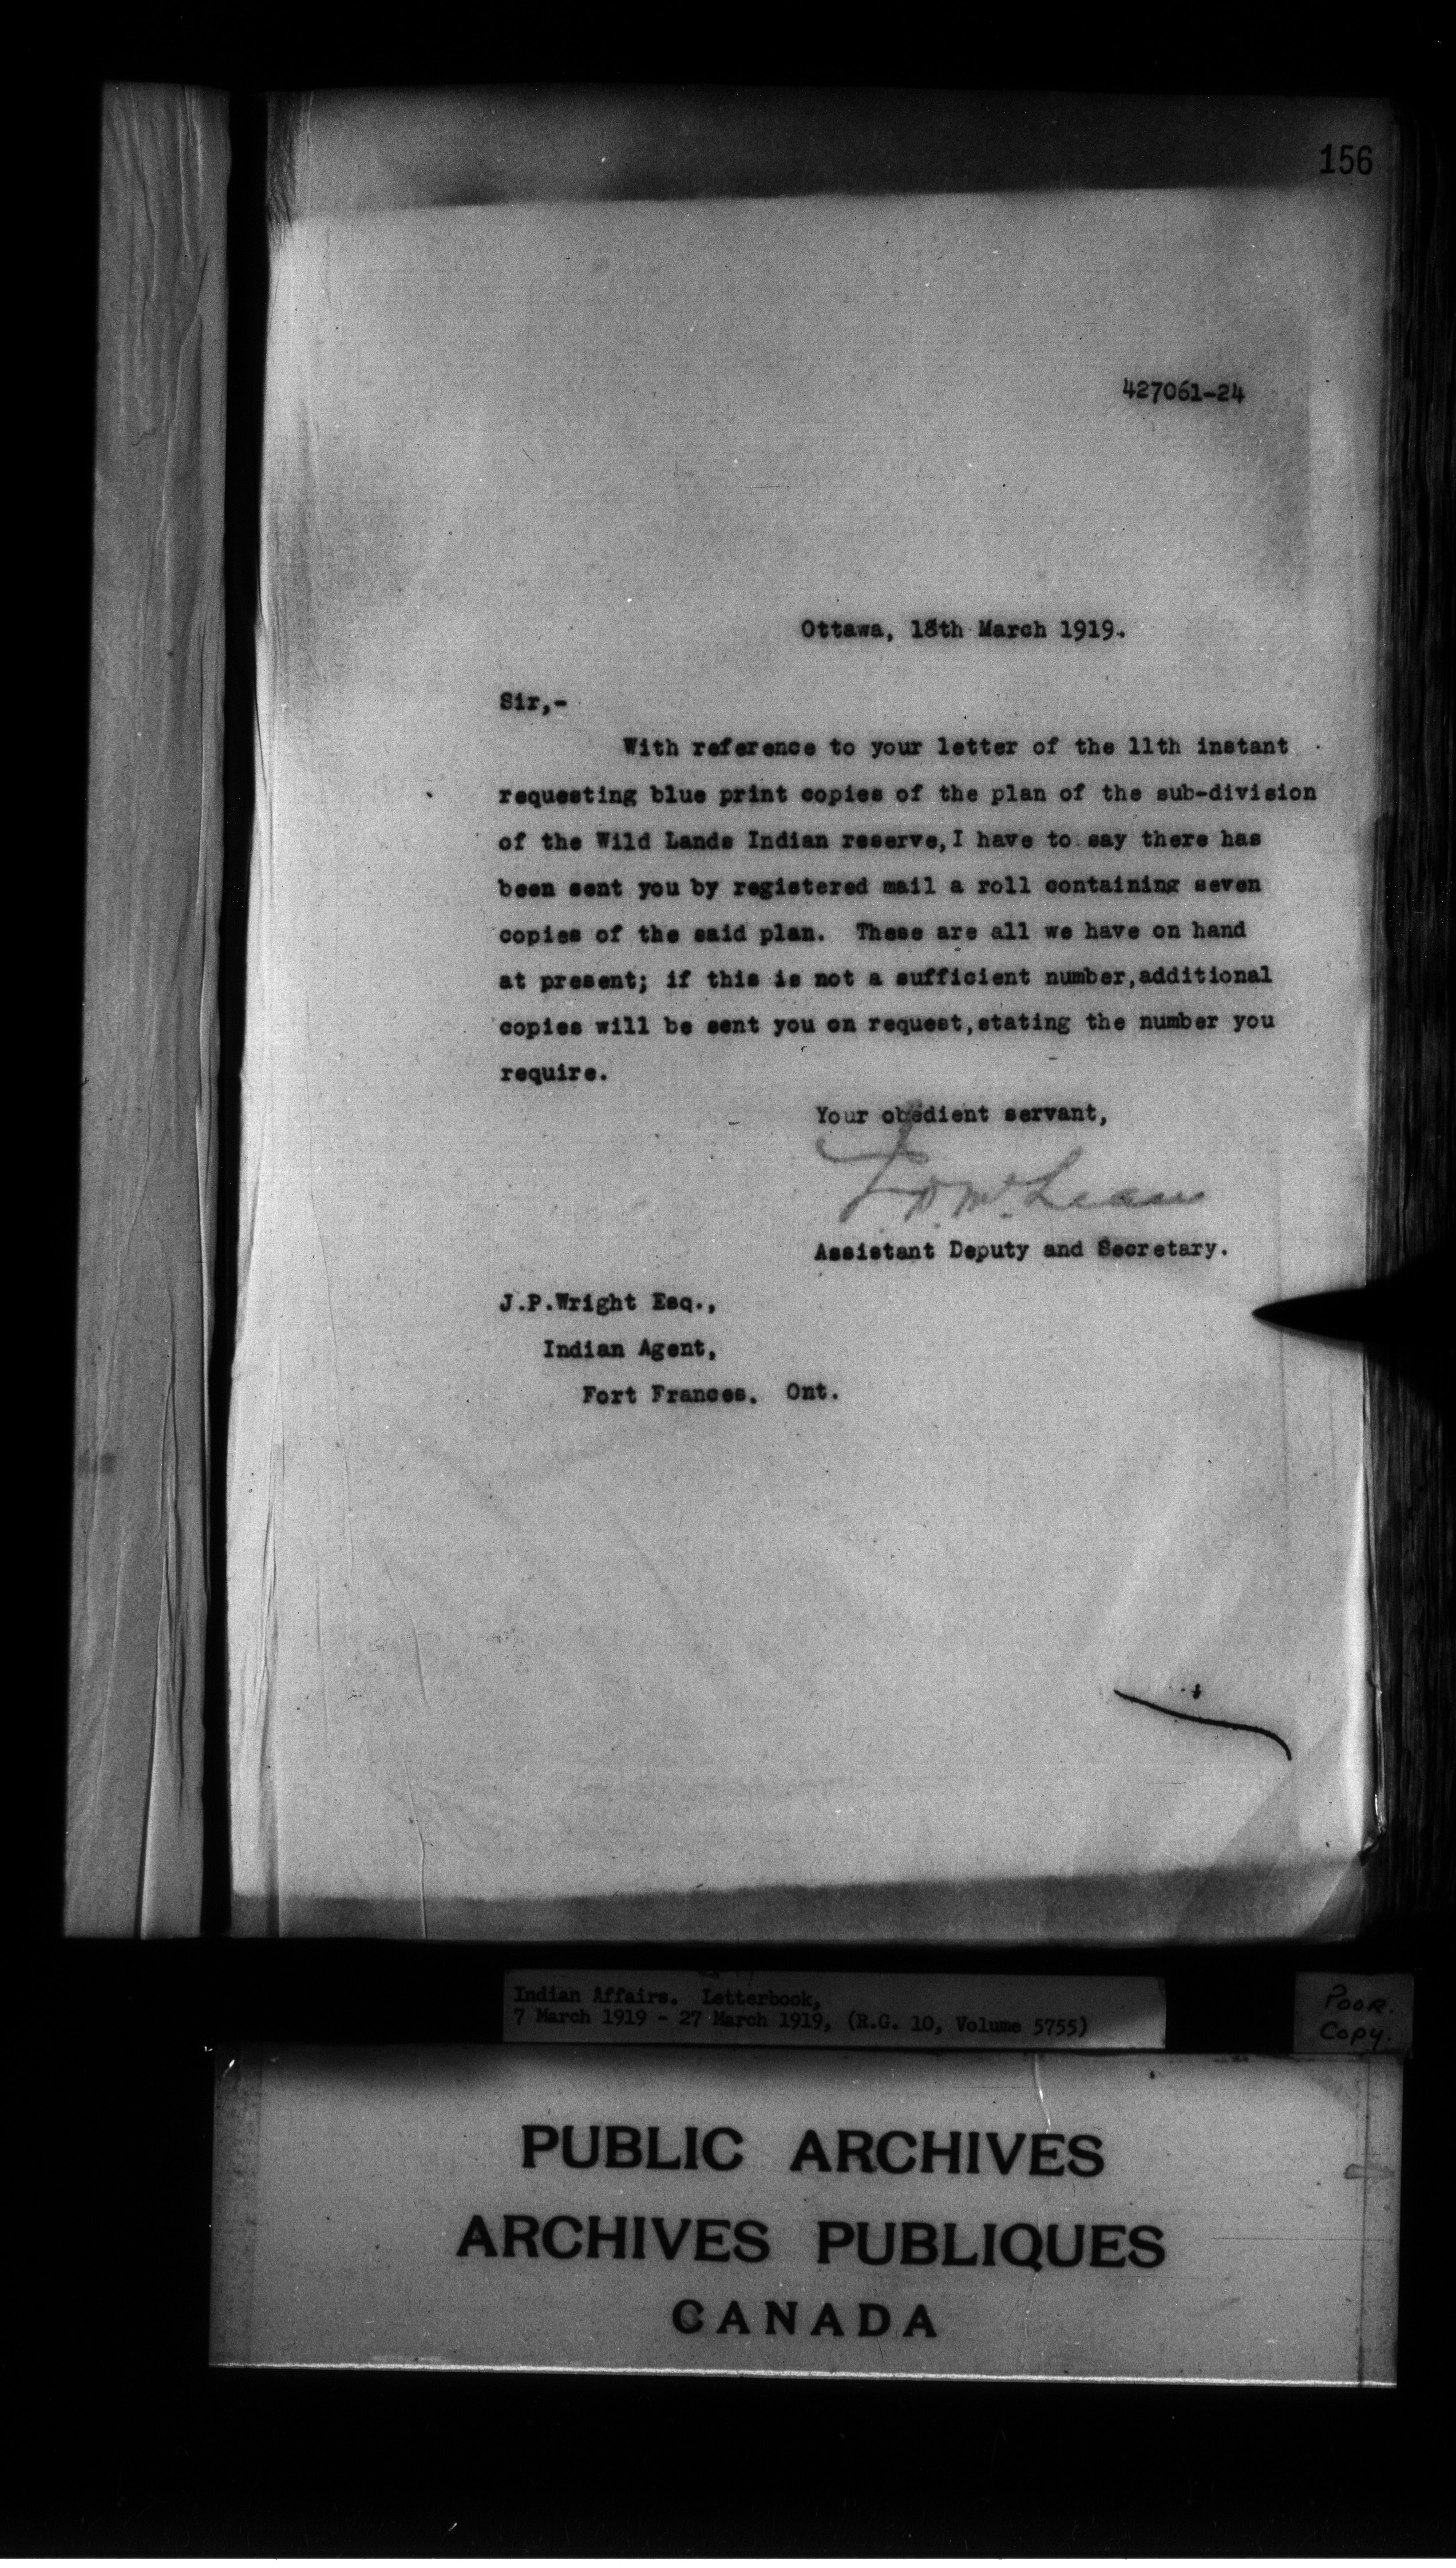 156
427061-24
Ottawa, 18th March 1919.
Sir,-
With reference to your letter of the 11th instant
requesting blue print copies of the plan of the sub-division
of the Wild Lands Indian reserve,I have to say there has
been sent you by registered mail a roll containing seven
copies of the said plan. These are all we have on hand
at present; if this is not a sufficient number,additional
copies will be sent you on request,stating the number you
require.
Your obedient servant,
J D. McLean
Assistant Deputy and Secretary.
J.P.Wright Esq.,
Indian Agent,
Fort Frances. Ont.
Indian Affairs. Letterbook,
7 March 1919 - 27 March 1919, (R.G. 10, Volume 5755)
POOR.
Copy.
PUBLIC ARCHIVES
ARCHIVES PUBLIQUES
CANADA